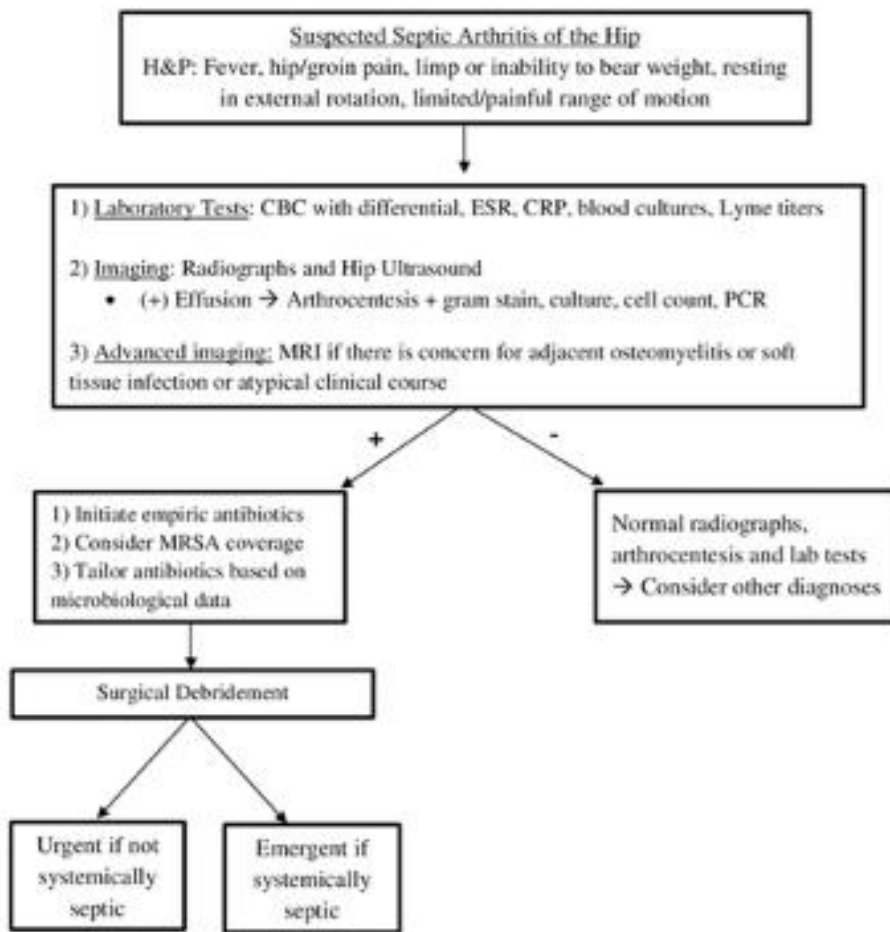 Suspected Septic Arthritis of the Hip
H&P: Fever, hip/groin pain, limp or inability to bear weight, resting
in external rotation, limited/painful range of motion
1) Laboratory Tests: CBC with differential, ESR, CRP, blood cultures, Lyme titers
2) Imaging: Radiographs and Hip Ultrasound
• (+) Effusion → Arthrocentesis + gram stain, culture, cell count, PCR
3) Advanced imaging: MRI if there is concern for adjacent osteomyelitis or soft
tissue infection or atypical clinical course
+
-
1) Initiate empiric antibiotics
2) Consider MRSA coverage
3) Tailor antibiotics based on
microbiological data
Normal radiographs,
arthrocentesis and lab tests
→ Consider other diagnoses
Surgical Debridement
Urgent if not
systemically
septic
Emergent if
systemically
septic